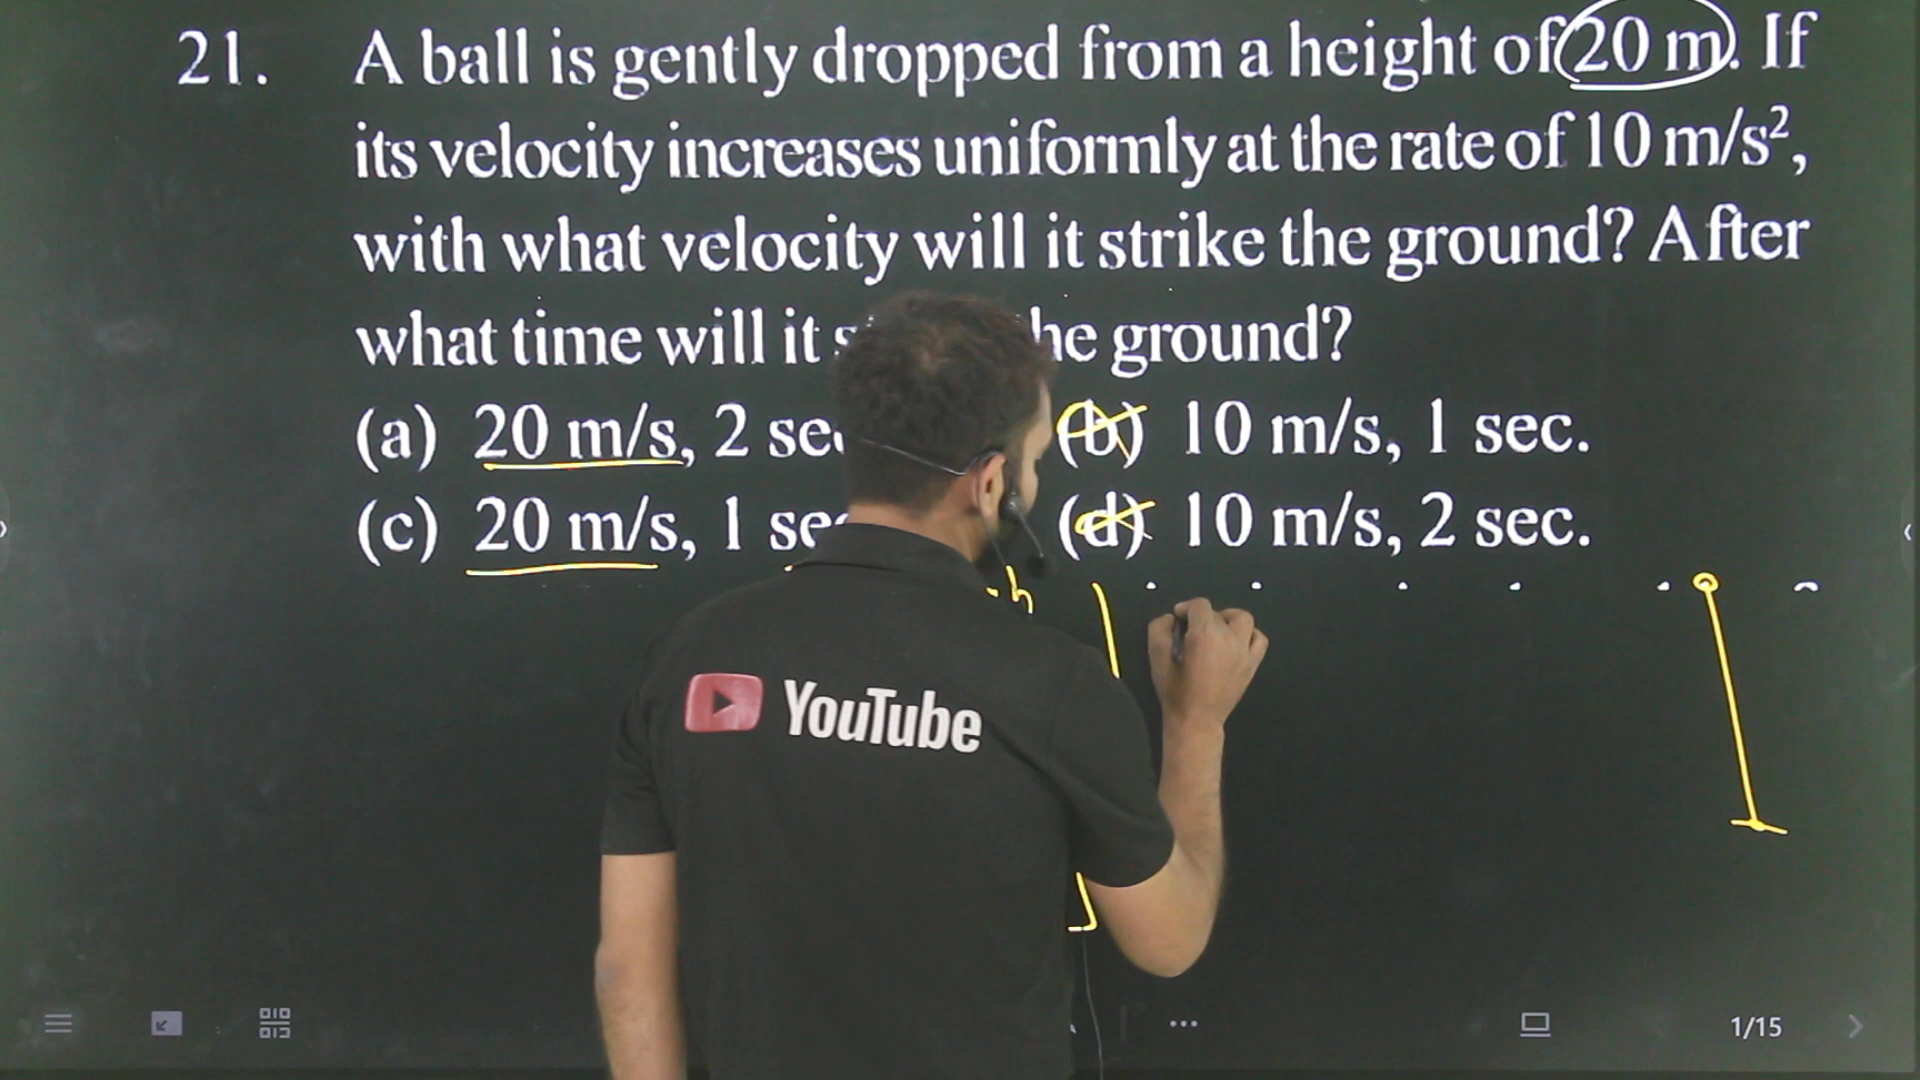 21. A ball is gently dropped from a height of 20 m. If
its velocity increases uniformly at the rate of 10 m/s²,
with what velocity will it strike the ground? After
what time will it the ground?
(a) 20 m/s, 2 (b) 10 m/s, 1 sec.
(c) 20 m/s, 1 (d) 10 m/s, 2 sec.
h
YouTube
1/15